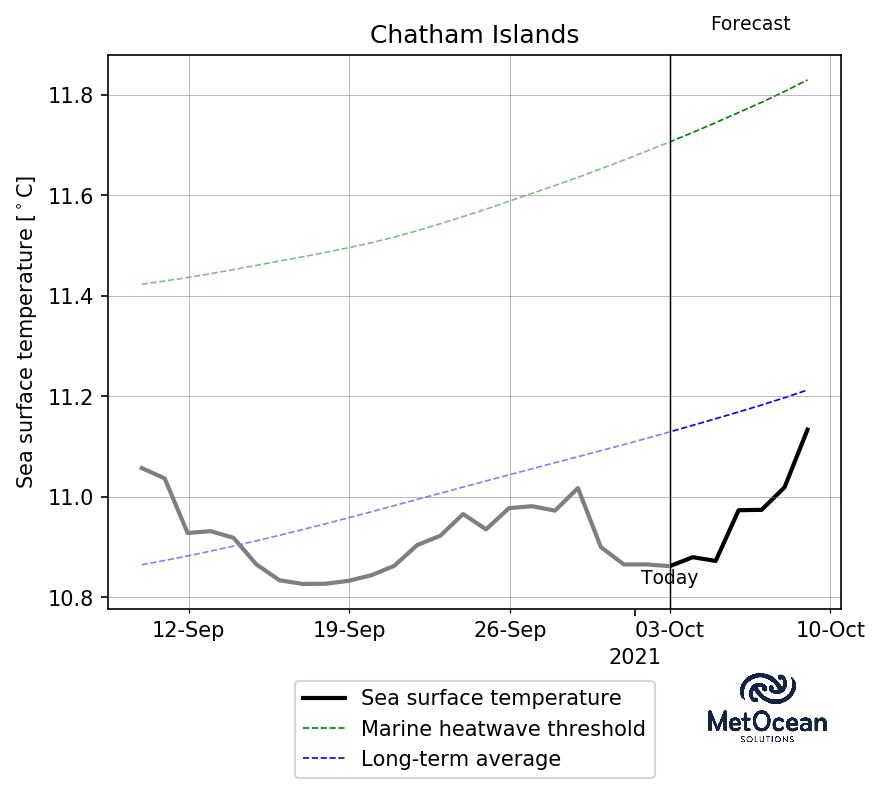 Forecast
Chatham Islands
Sea surface temperature [°C]
11.8
11.6
11.4
11.2
11.0
10.8
Today
12-Sep 19-Sep 26-Sep 03-Oct 10-Oct
2021
Sea surface temperature
Marine heatwave threshold
Long-term average
MetOcean
SOLUTIONS